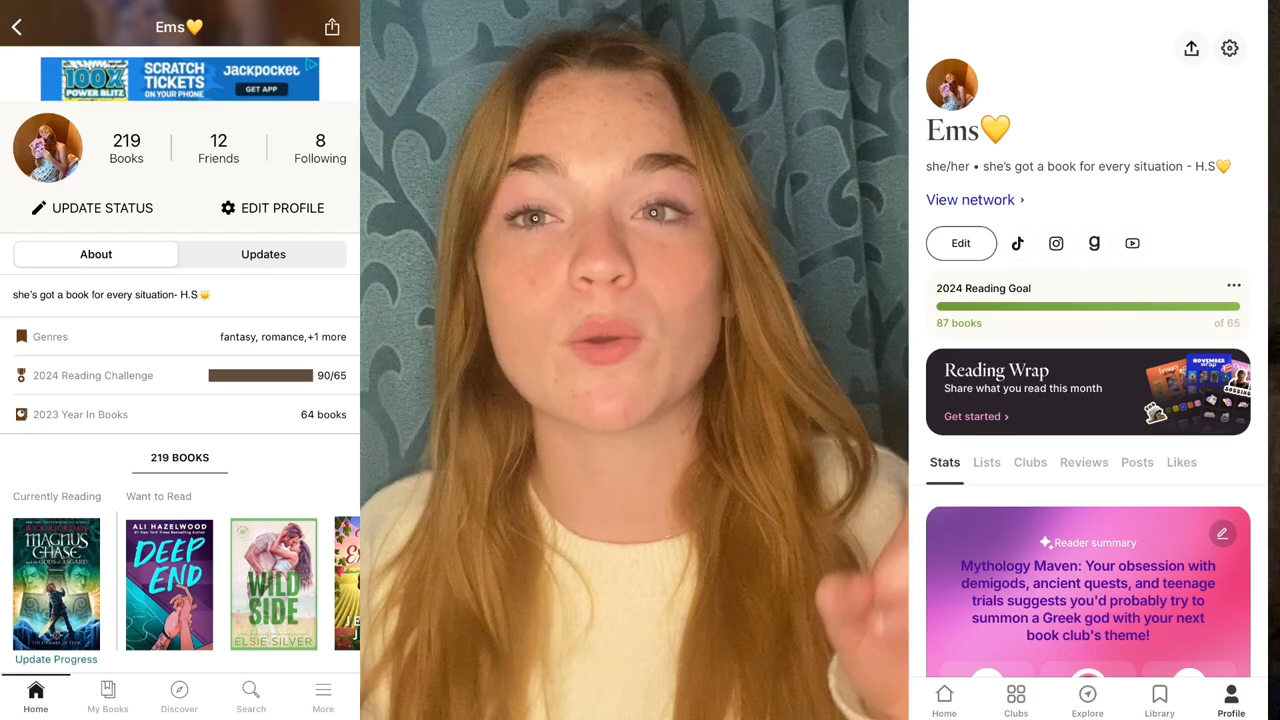 Ems💛
100X
POWER BLITZ
SCRATCH
TICKETS
ON YOUR PHONE
JACKPOCKET
GET APP
219
Books
12
Friends
8
Following
UPDATE STATUS
EDIT PROFILE
About
Updates
she's got a book for every situation- H.S☀️
Genres
fantasy, romance,+1 more
2024 Reading Challenge
90/65
2023 Year In Books
64 books
219 BOOKS
Currently Reading
Want to Read
RICK RIORDAN
MAGNUS
CHASE
AND THE GODS OF ASGARD
ALI HAZELWOOD
DEEP
END
WILD
SIDE
ELSIE SILVER
Update Progress
Home
My Books
Discover
Search
More
Ems💛
she/her • she's got a book for every situation - H.S💛
View network ›
Edit
2024 Reading Goal
87 books
of 65
Reading Wrap
Share what you read this month
Get started ›
NOVEMBER
Stats
Lists
Clubs
Reviews
Posts
Likes
Reader summary
Mythology Maven: Your obsession with
demigods, ancient quests, and teenage
trials suggests you'd probably try to
summon a Greek god with your next
book club's theme!
Home
Clubs
Explore
Library
Profile